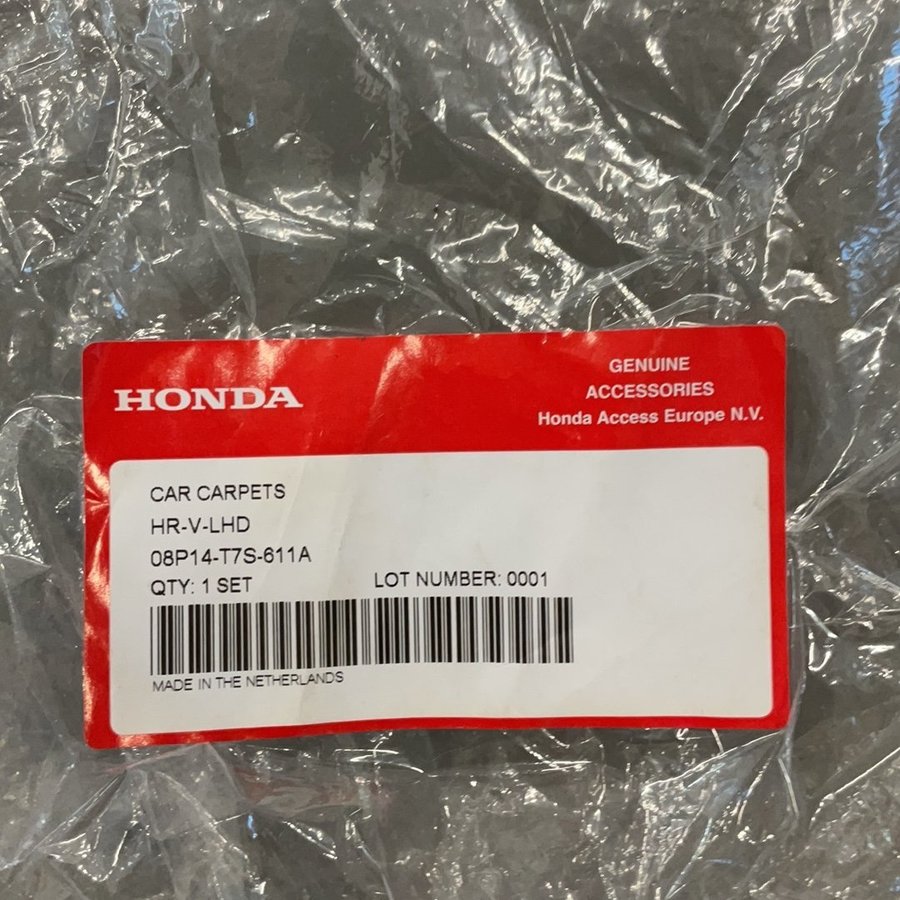 HONDA
GENUINE
ACCESSORIES
Honda Access Europe N.V.
CAR CARPETS
HR-V-LHD
08P14-T7S-611A
QTY: 1 SET LOT NUMBER: 0001
MADE IN THE NETHERLANDS